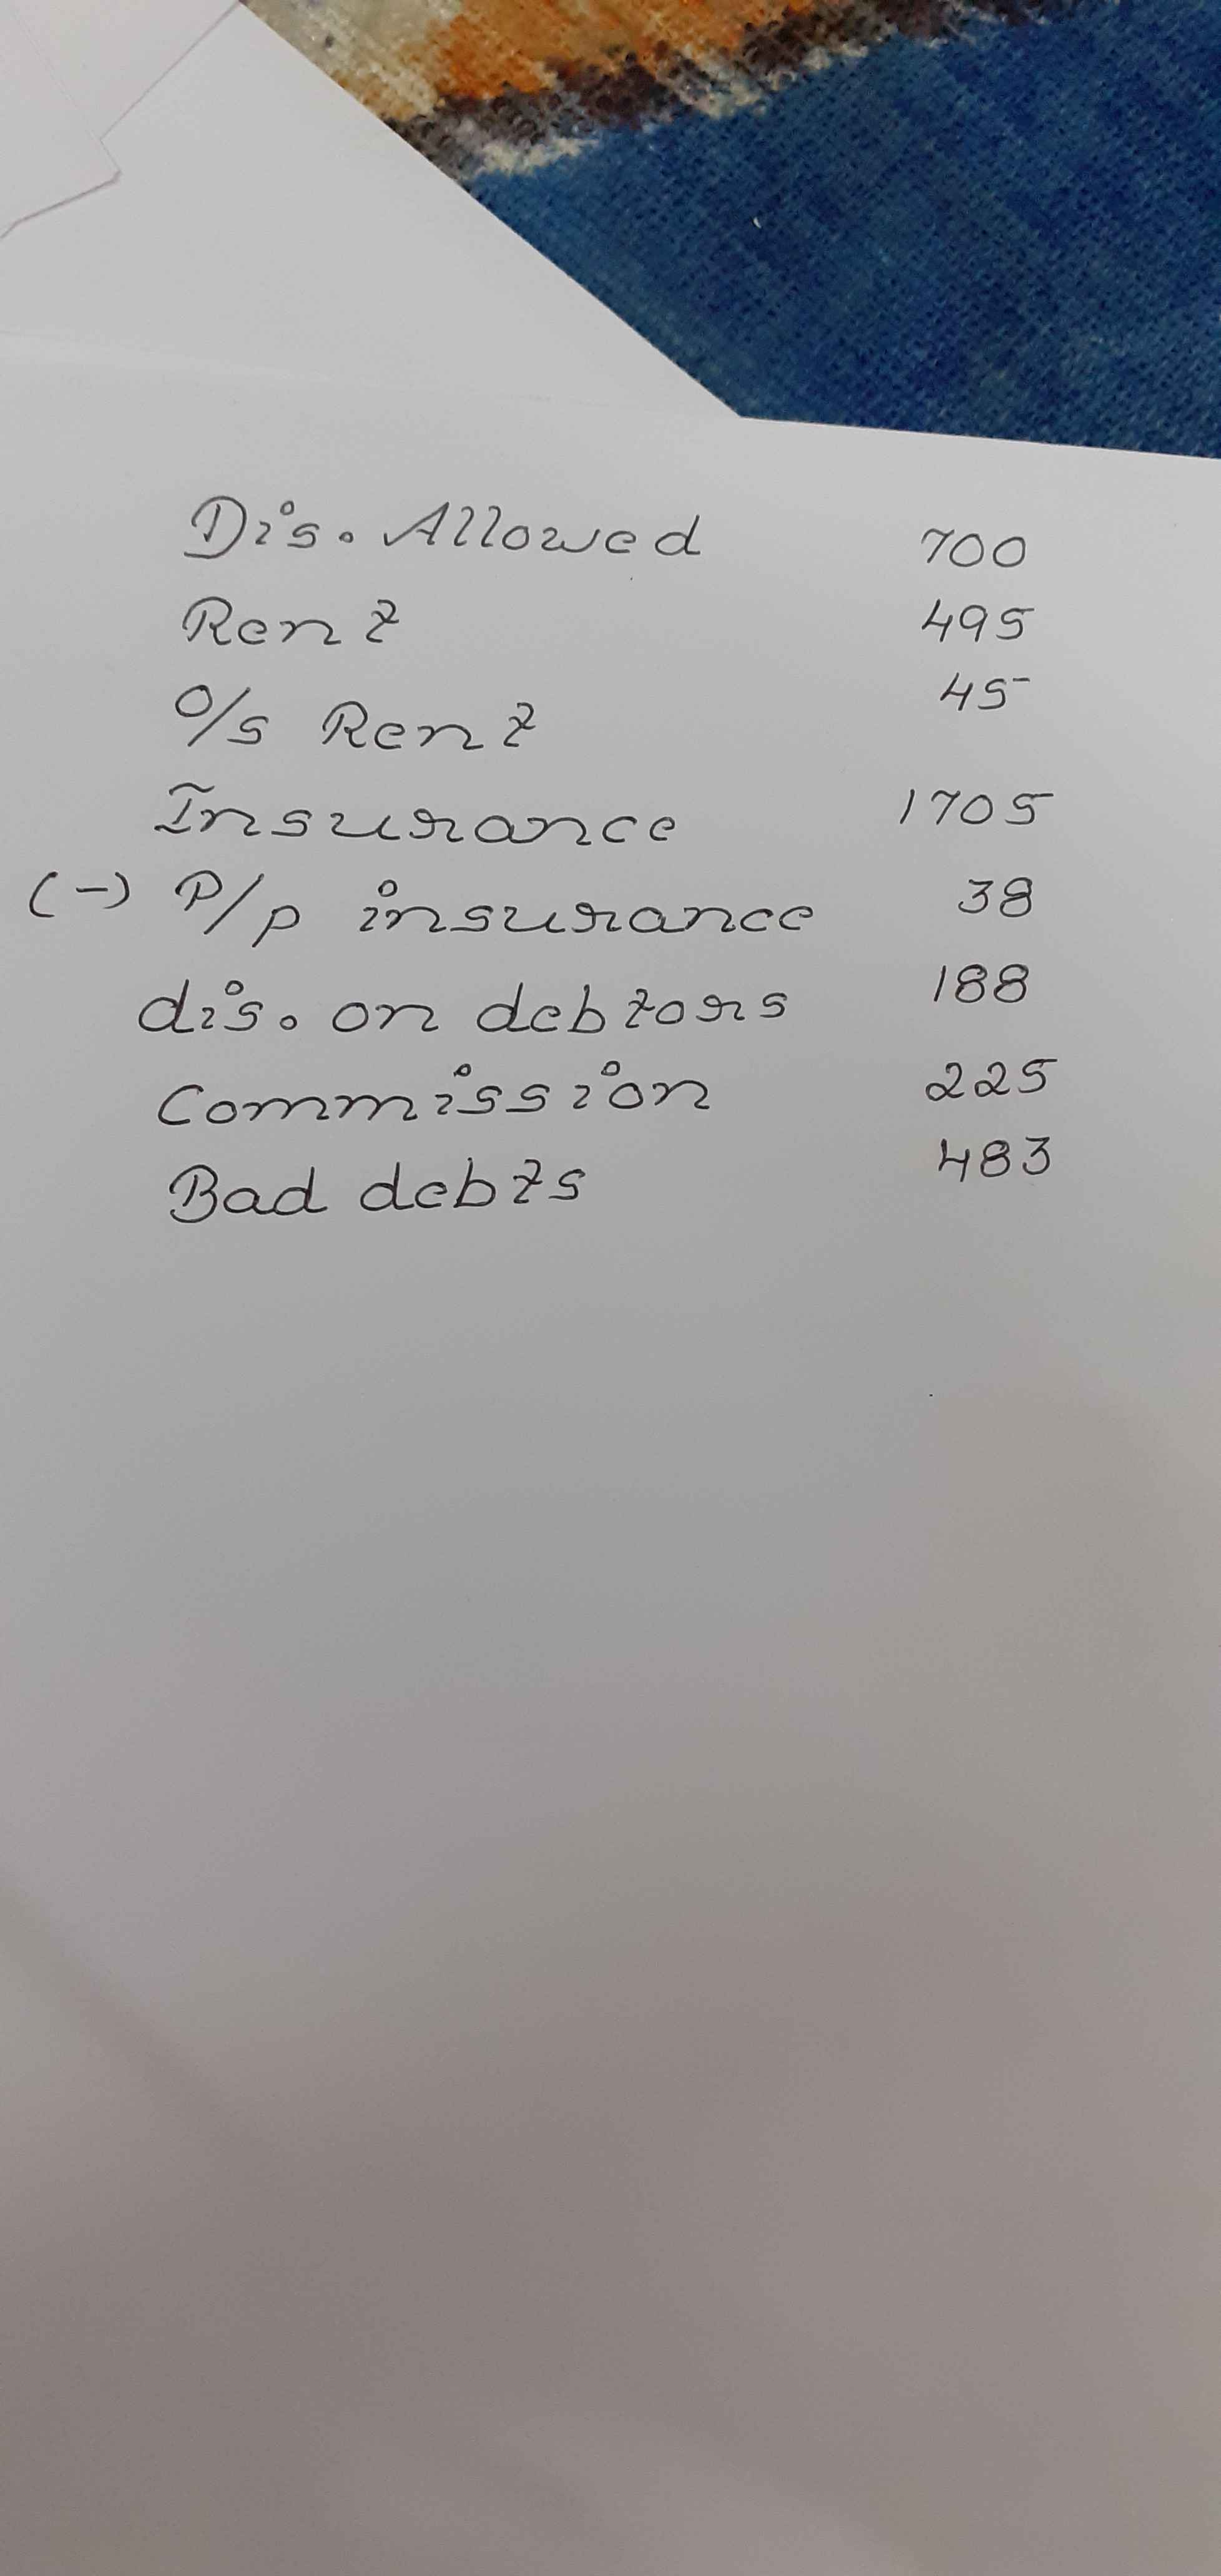 Dis. Allowed 700
Rent 495
O/s Rent 45
Insurance 1705
(-) P/p insurance 38
dis. on debtors 188
Commission 225
Bad debts 483